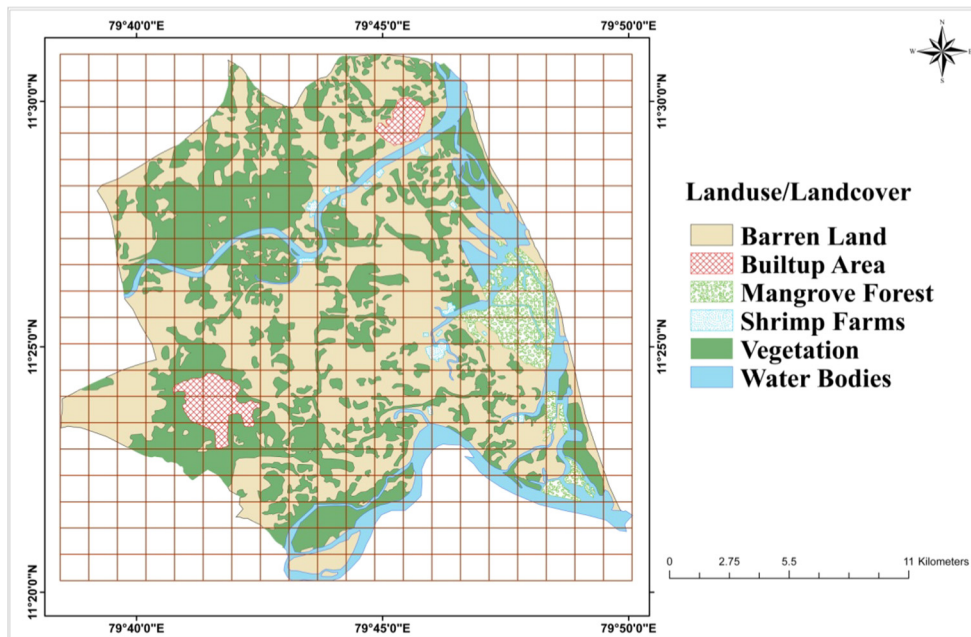 79°40'0"E 79°45'0"E 79°50'0"E
N
W E
S
11°30'0"N 11°30'0"N
Landuse/Landcover
Barren Land
Builtup Area
Mangrove Forest
Shrimp Farms
Vegetation
Water Bodies
11°25'0"N 11°25'0"N
0 2.75 5.5 11 Kilometers
11°20'0"N 11°20'0"N
79°40'0"E 79°45'0"E 79°50'0"E